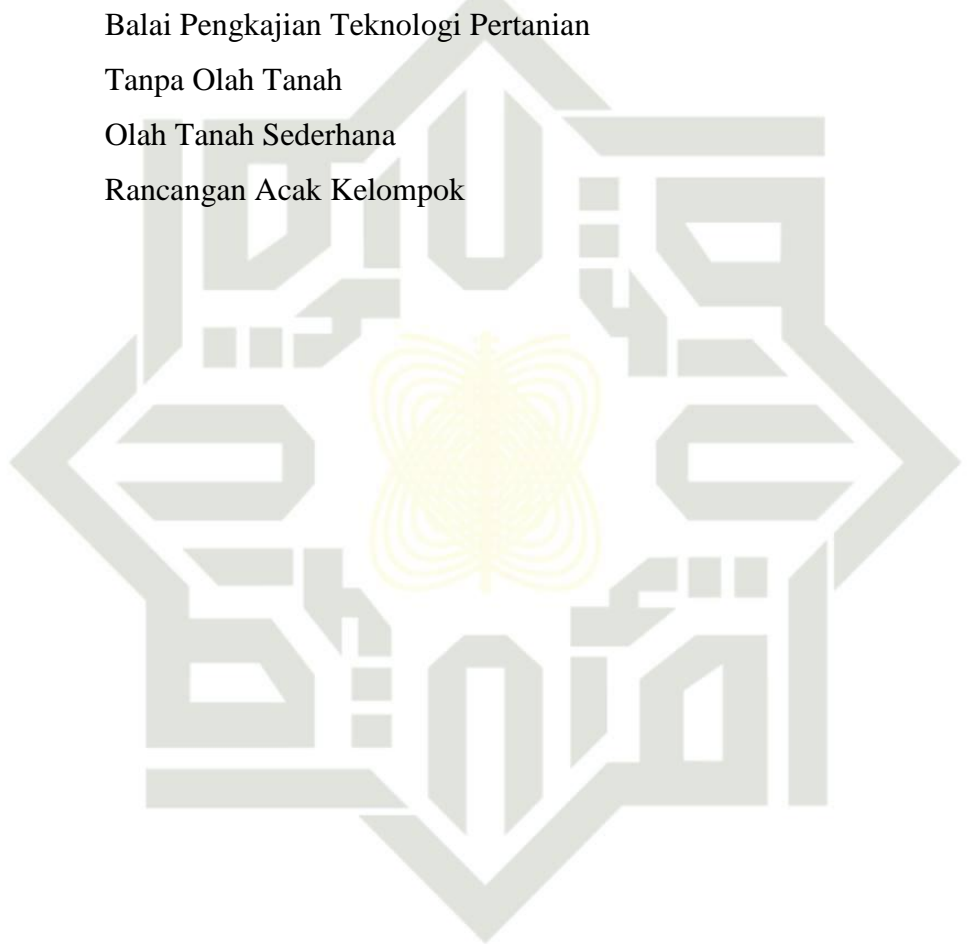 Balai Pengkajian Teknologi Pertanian
Tanpa Olah Tanah
Olah Tanah Sederhana
Rancangan Acak Kelompok